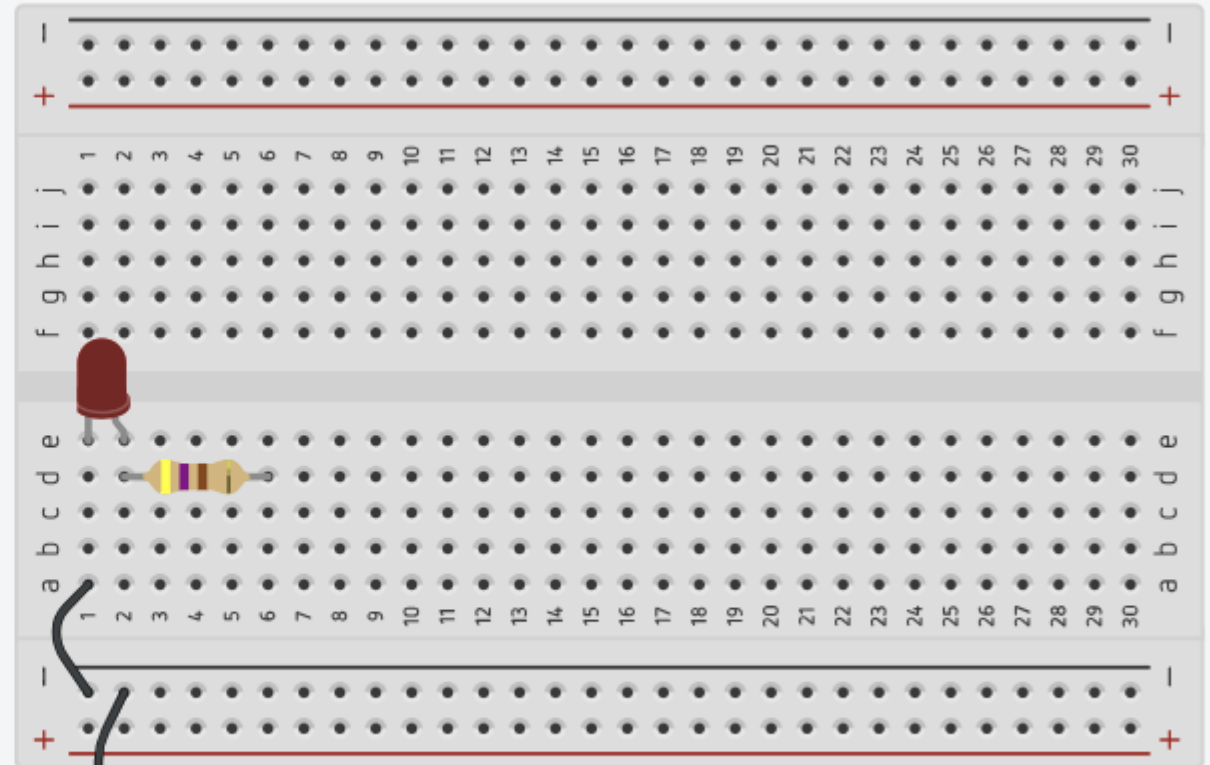 − −
+ +
1 2 3 4 5 6 7 8 9 10 11 12 13 14 15 16 17 18 19 20 21 22 23 24 25 26 27 28 29 30
j j
i i
h h
g g
f f
e e
d d
c c
b b
a a
1 2 3 4 5 6 7 8 9 10 11 12 13 14 15 16 17 18 19 20 21 22 23 24 25 26 27 28 29 30
− −
+ +